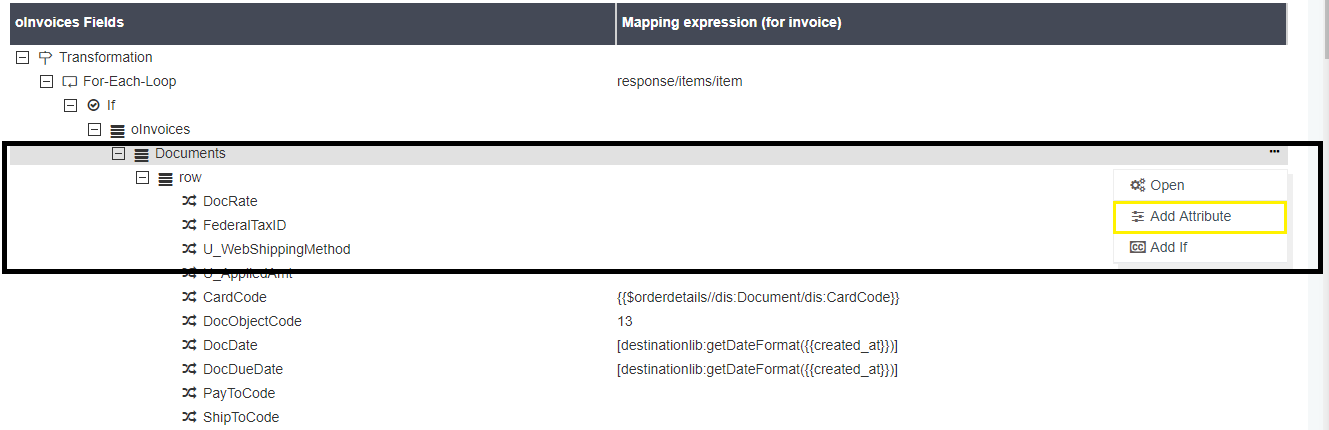 oInvoices Fields Mapping expression (for invoice)
Transformation
For-Each-Loop response/items/item
If
oInvoices
Documents ...
row
Open
DocRate
Add Attribute
FederalTaxID
U_WebShippingMethod Add If
U_AppliedAmt
CardCode {{$orderdetails//dis:Document/dis:CardCode}}
DocObjectCode 13
DocDate [destinationlib:getDateFormat({{created_at}})]
DocDueDate [destinationlib:getDateFormat({{created_at}})]
PayToCode
ShipToCode